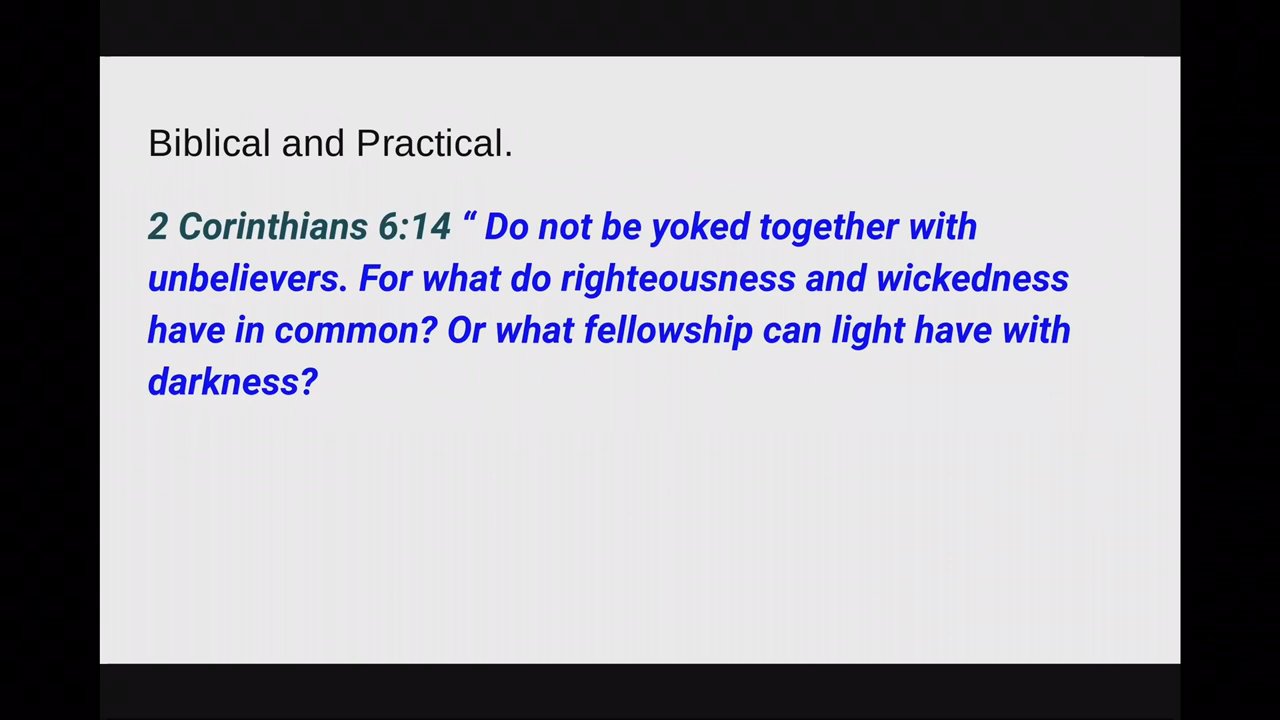 Biblical and Practical.
2 Corinthians 6:14 “ Do not be yoked together with
unbelievers. For what do righteousness and wickedness
have in common? Or what fellowship can light have with
darkness?